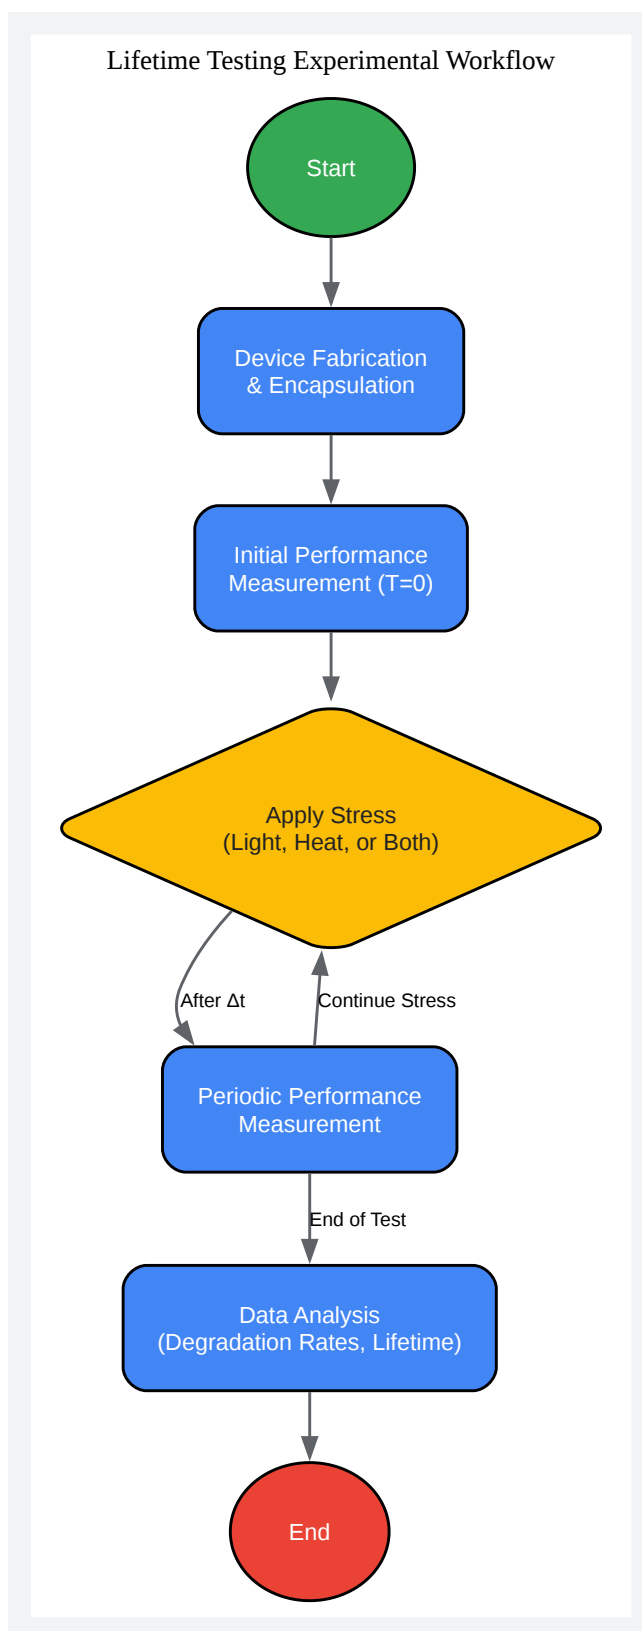 Lifetime Testing Experimental Workflow
Start
Device Fabrication
& Encapsulation
Initial Performance
Measurement (T=0)
Apply Stress
(Light, Heat, or Both)
After Δt
Continue Stress
Periodic Performance
Measurement
End of Test
Data Analysis
(Degradation Rates, Lifetime)
End